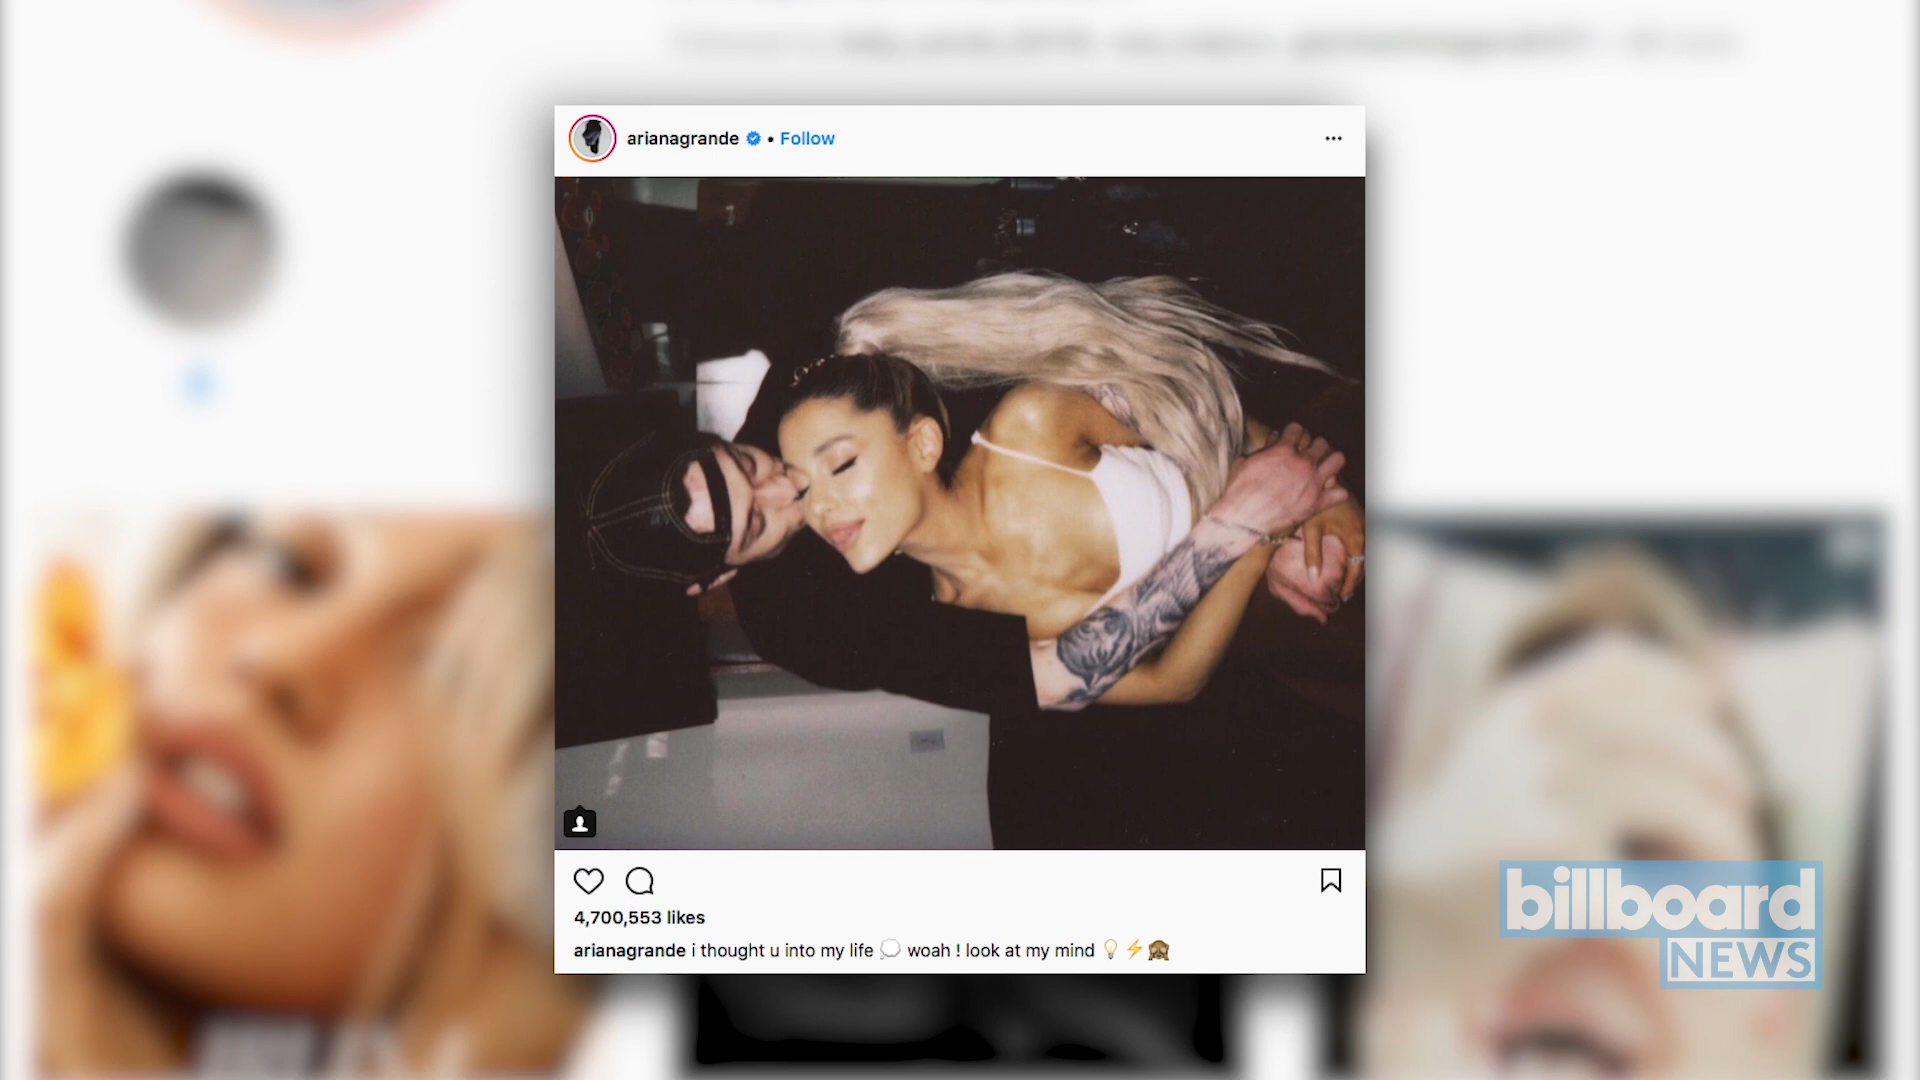 arianagrande • Follow
4,700,553 likes
arianagrande i thought u into my life 💭 woah ! look at my mind 💡⚡🙈
billboard
NEWS